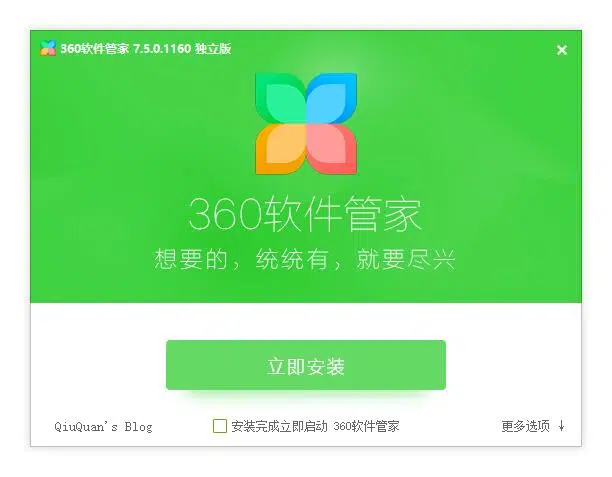 360软件管家 7.5.0.1160 独立版
360软件管家
想要的，统统有，就要尽兴
立即安装
QiuQuan's Blog
安装完成立即启动 360软件管家
更多选项 ↓